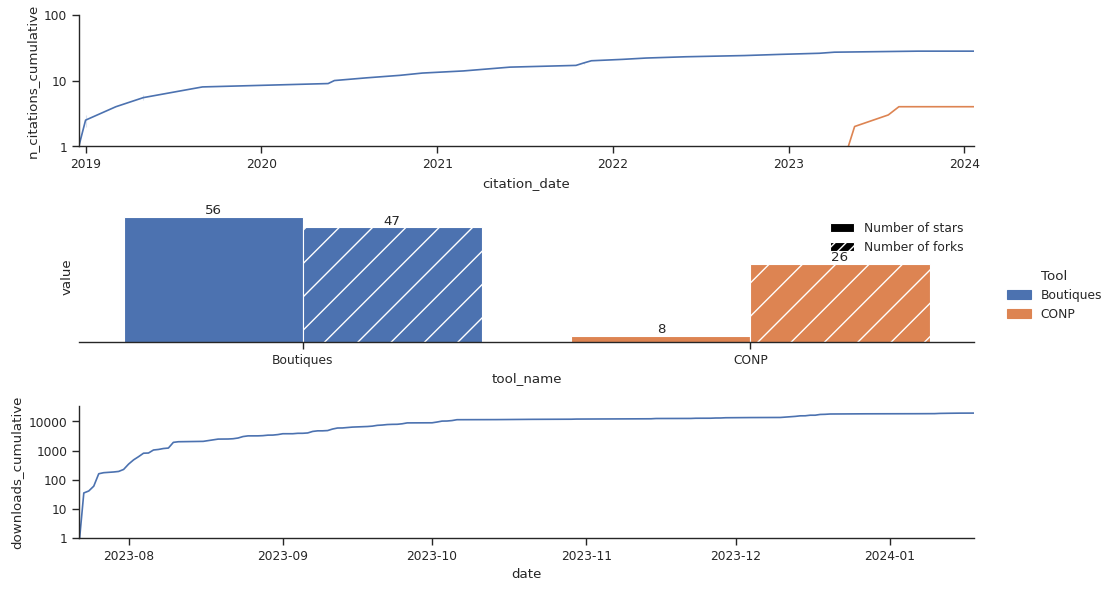 n_citations_cumulative
100
10
1
2019 2020 2021 2022 2023 2024
citation_date
value
56 47 8 26
Number of stars
Number of forks
Boutiques CONP
tool_name
Tool
Boutiques
CONP
downloads_cumulative
10000
1000
100
10
1
2023-08 2023-09 2023-10 2023-11 2023-12 2024-01
date